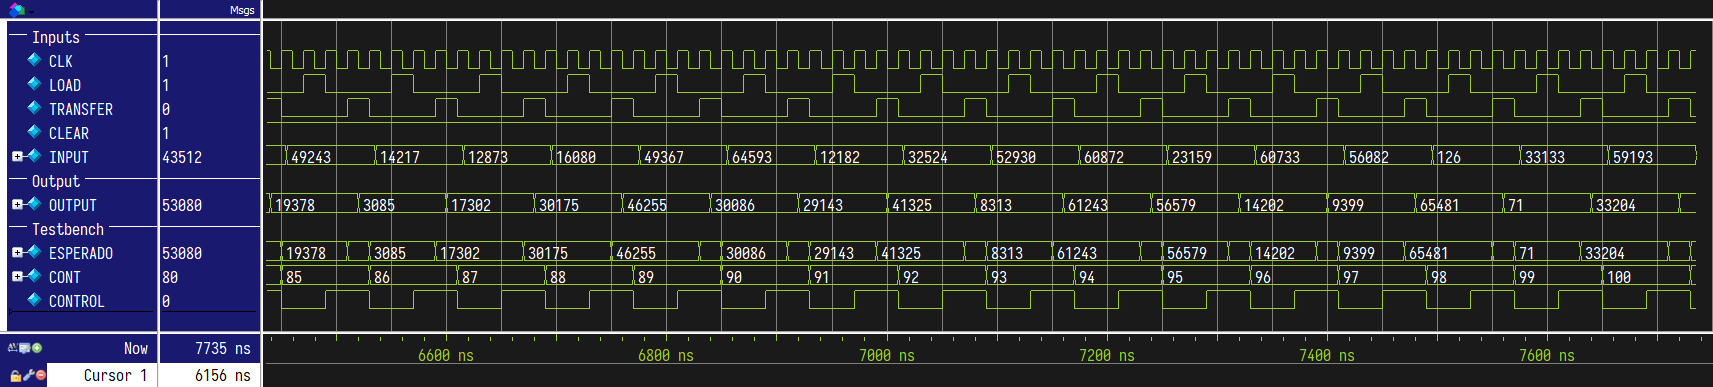 Msgs
Inputs
CLK 1
LOAD 1
TRANSFER 0
CLEAR 1
INPUT 43512 49243 14217 12873 16080 49367 64593 12182 32524 52930 60872 23159 60733 56082 126 33133 59193
Output
OUTPUT 53080 19378 3085 17302 30175 46255 30086 29143 41325 8313 61243 56579 14202 9399 65481 71 33204
Testbench
ESPERADO 53080 19378 3085 17302 30175 46255 30086 29143 41325 8313 61243 56579 14202 9399 65481 71 33204
CONT 80 85 86 87 88 89 90 91 92 93 94 95 96 97 98 99 100
CONTROL 0
Now 7735 ns 6600 ns 6800 ns 7000 ns 7200 ns 7400 ns 7600 ns
Cursor 1 6156 ns